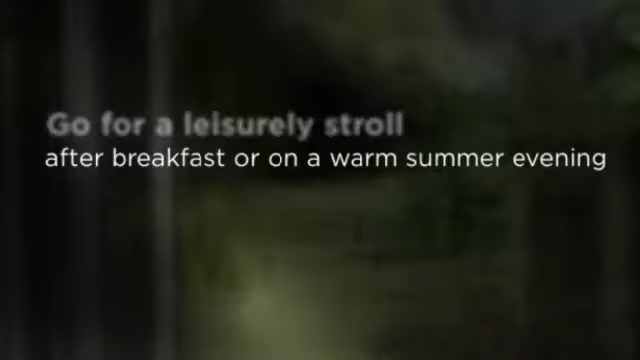 Go for a leisurely stroll
after breakfast or on a warm summer evening